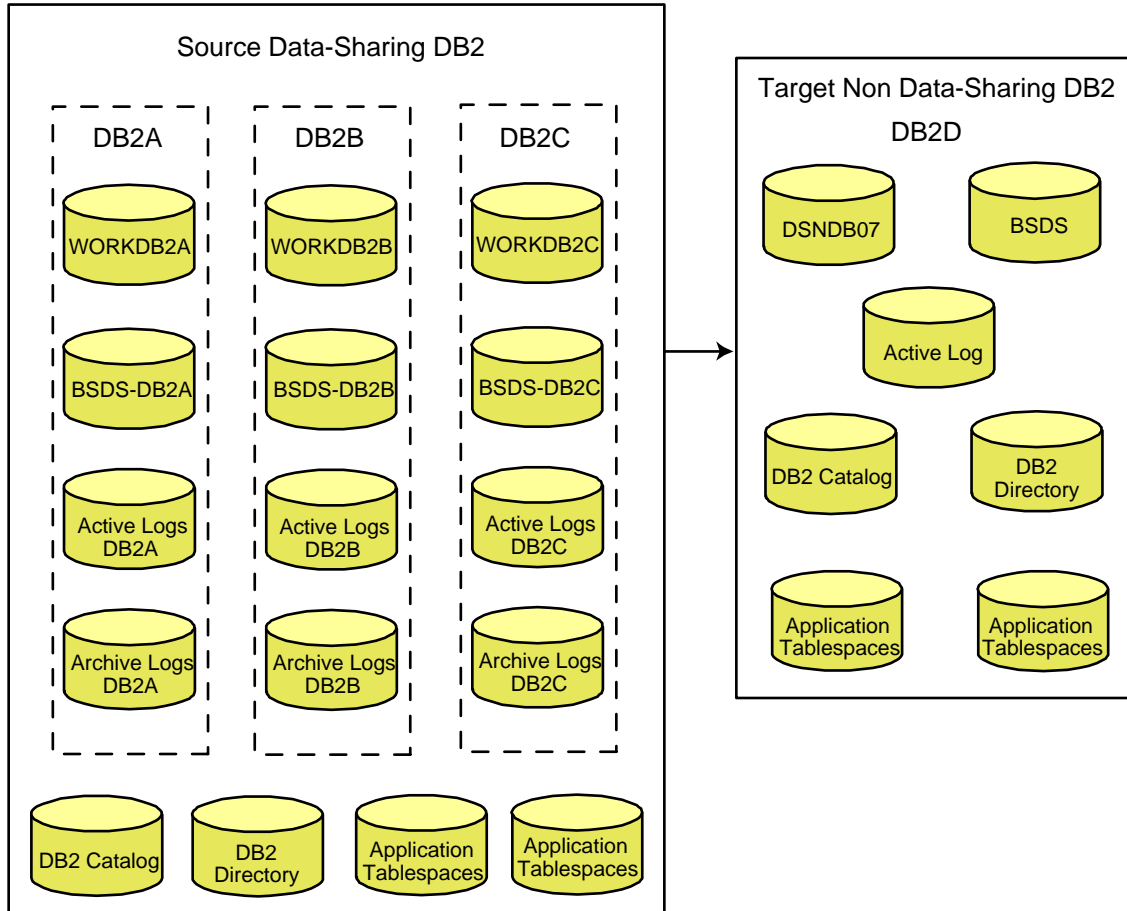 Source Data-Sharing DB2
DB2A
DB2B
DB2C
WORKDB2A
WORKDB2B
WORKDB2C
BSDS-DB2A
BSDS-DB2B
BSDS-DB2C
Active Logs
DB2A
Active Logs
DB2B
Active Logs
DB2C
Archive Logs
DB2A
Archive Logs
DB2B
Archive Logs
DB2C
DB2 Catalog
DB2
Directory
Application
Tablespaces
Application
Tablespaces
Target Non Data-Sharing DB2
DB2D
DSNDB07
BSDS
Active Log
DB2 Catalog
DB2
Directory
Application
Tablespaces
Application
Tablespaces